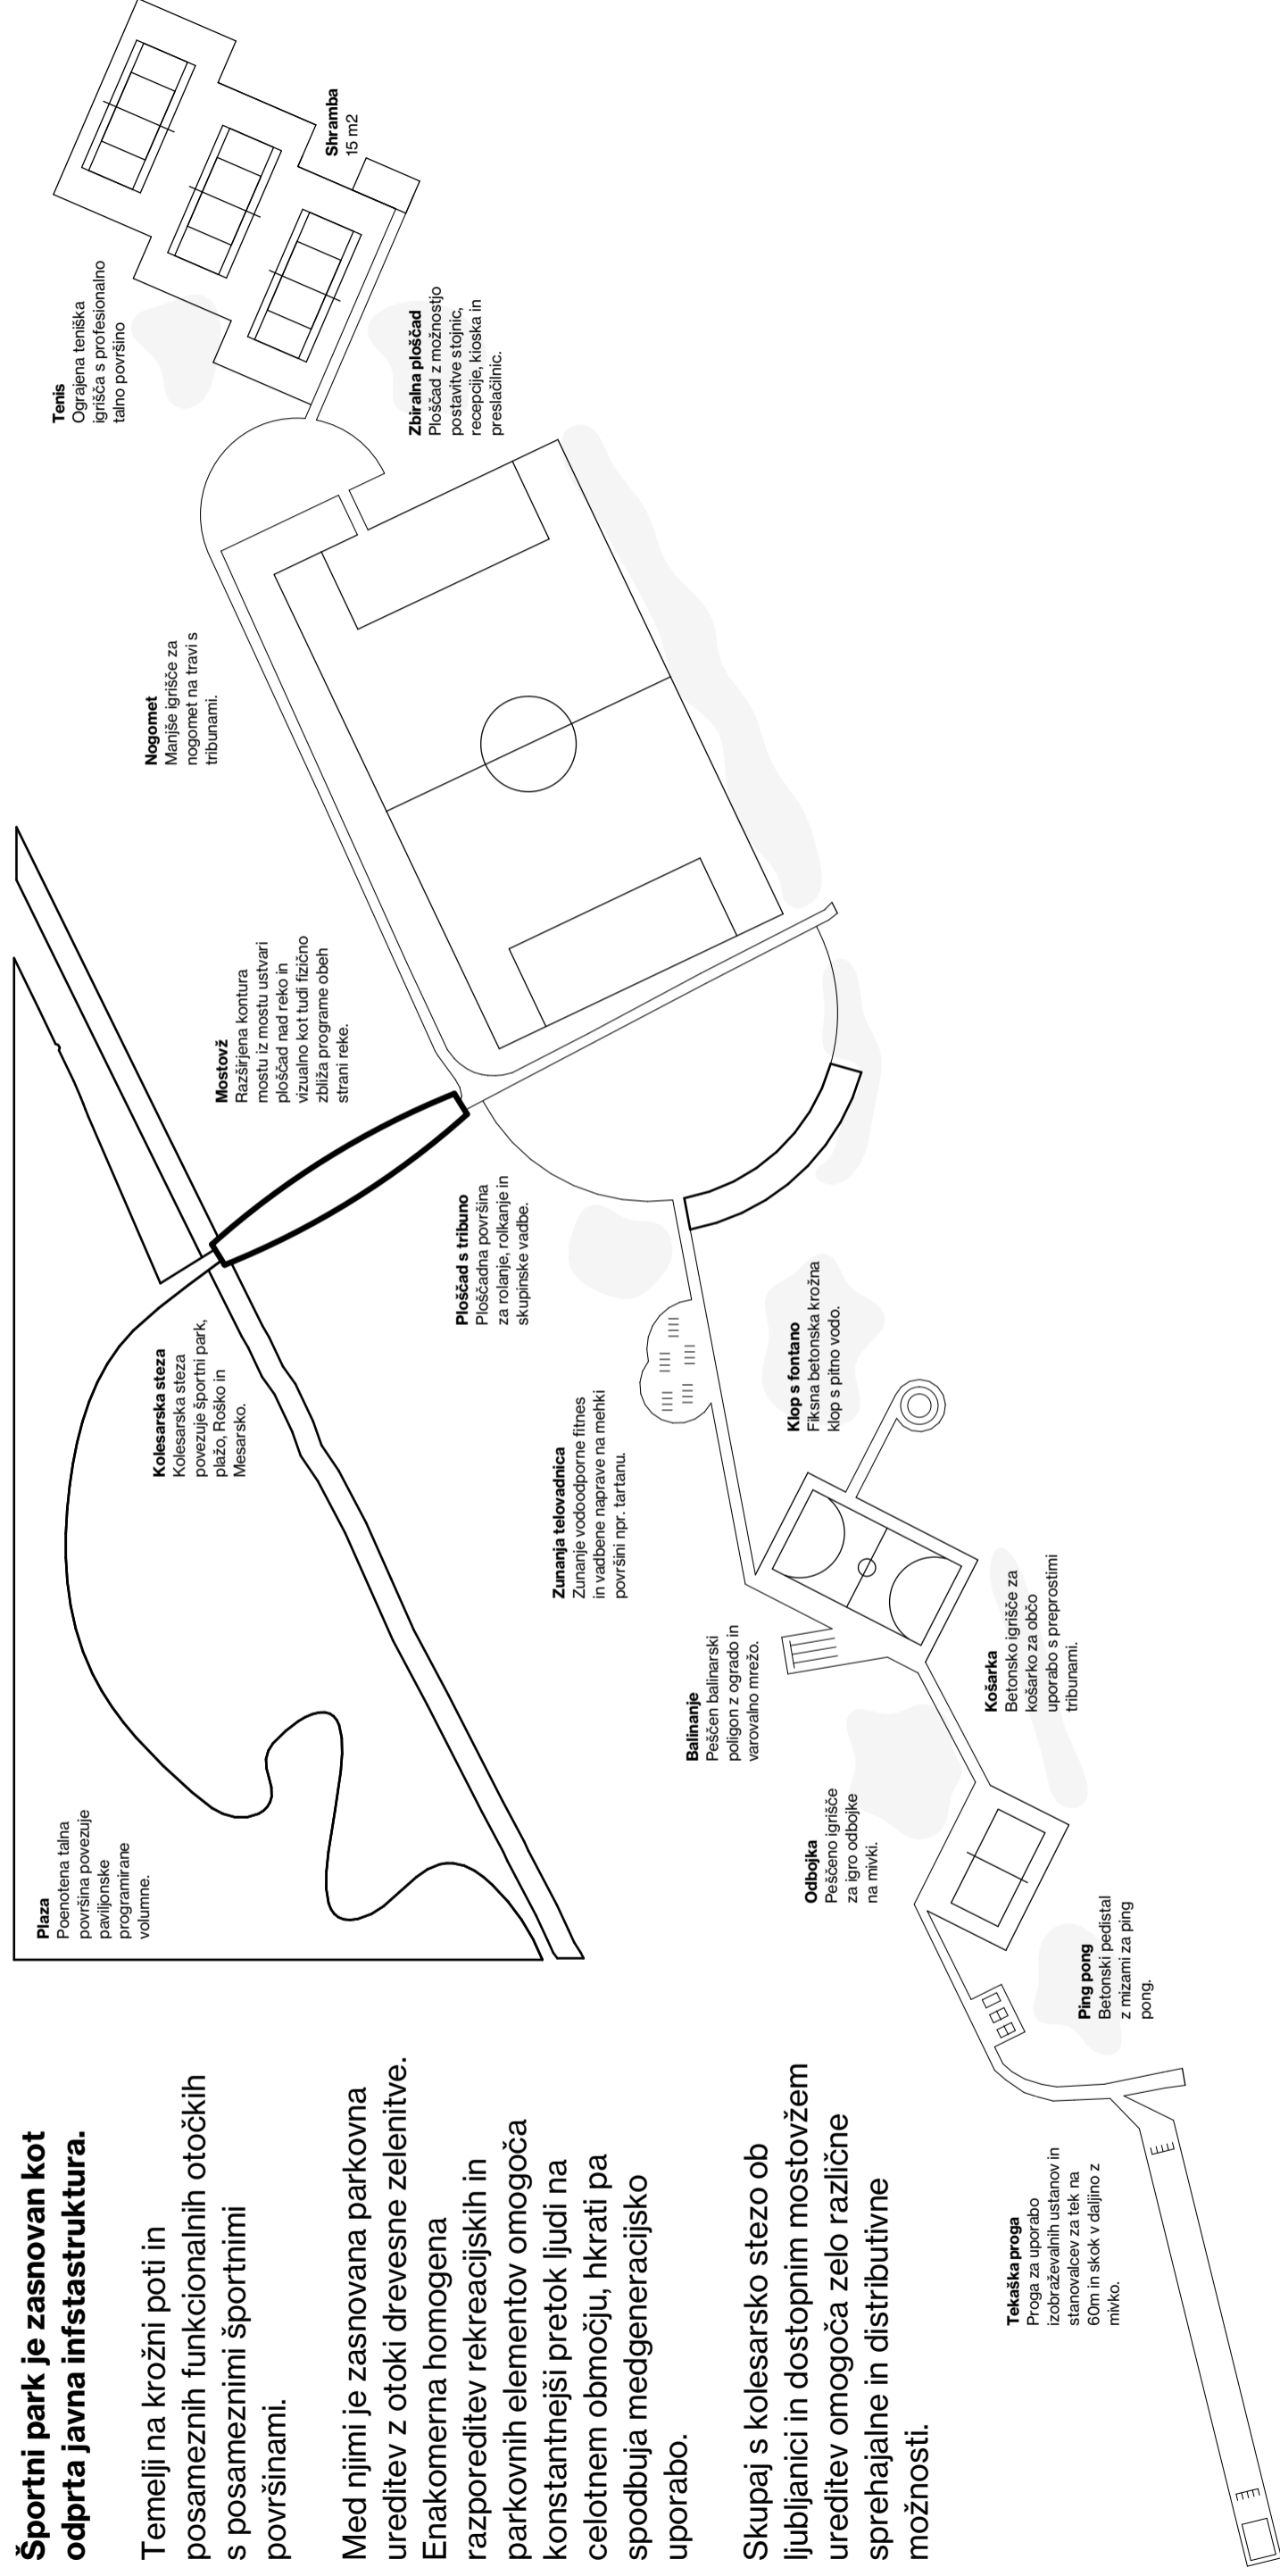 Športni park je zasnovan kot
odprta javna infstastruktura.
Temelji na krožni poti in
posameznih funkcionalnih otočkih
s posameznimi športnimi
površinami.
Med njimi je zasnovana parkovna
ureditev z otoki drevesne zelenitve.
Enakomerna homogena
razporeditev rekreacijskih in
parkovnih elementov omogoča
konstantnejši pretok ljudi na
celotnem območju, hkrati pa
spodbuja medgeneracijsko
uporabo.
Skupaj s kolesarsko stezo ob
ljubljanici in dostopnim mostovžem
ureditev omogoča zelo različne
sprehajalne in distributivne
možnosti.
Plaza
Poenotena talna
površina povezuje
paviljonske
programirane
volumne.
Kolesarska steza
Kolesarska steza
povezuje športni park,
plažo, Roško in
Mesarsko.
Mostovž
Razširjena kontura
mostu iz mostu ustvari
ploščad nad reko in
vizualno kot tudi fizično
zbliža programe obeh
strani reke.
Nogomet
Manjše igrišče za
nogomet na travi s
tribunami.
Tenis
Ograjena teniška
igrišča s profesionalno
talno površino
Shramba
15 m2
Zbiralna ploščad
Ploščad z možnostjo
postavitve stojnic,
recepcije, kioska in
preslačilnic.
Ploščad s tribuno
Ploščadna površina
za rolanje, rolkanje in
skupinske vadbe.
Zunanja telovadnica
Zunanje vodoodporne fitnes
in vadbene naprave na mehki
površini npr. tartanu.
Klop s fontano
Fiksna betonska krožna
klop s pitno vodo.
Balinanje
Peščen balinarski
poligon z ogrado in
varovalno mrežo.
Košarka
Betonsko igrišče za
košarko za občo
uporabo s preprostimi
tribunami.
Odbojka
Peščeno igrišče
za igro odbojke
na mivki.
Ping pong
Betonski pedistal
z mizami za ping
pong.
Tekaška proga
Proga za uporabo
izobraževalnih ustanov in
stanovalcev za tek na
60m in skok v daljino z
mivko.